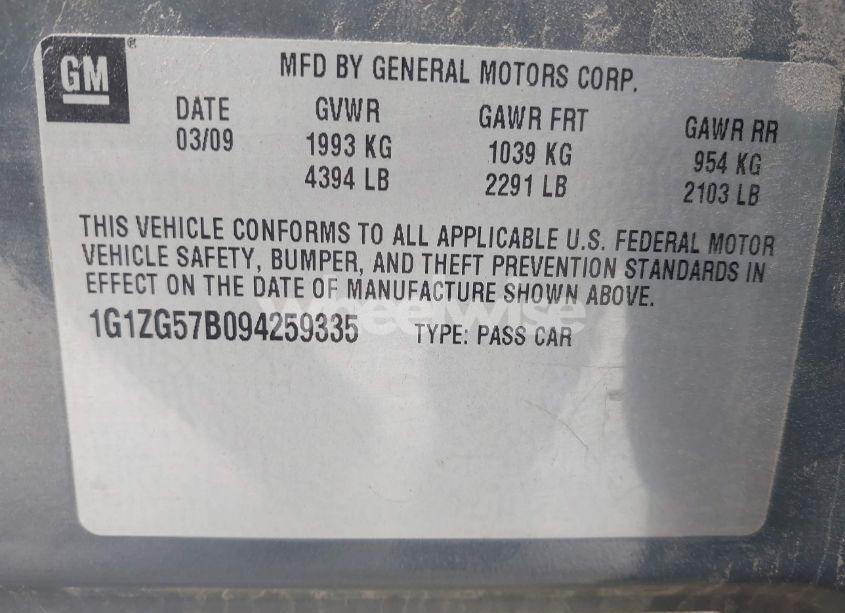 GM
MFD BY GENERAL MOTORS CORP.
DATE GVWR GAWR FRT GAWR RR
03/09 1993 KG 1039 KG 954 KG
4394 LB 2291 LB 2103 LB
THIS VEHICLE CONFORMS TO ALL APPLICABLE U.S. FEDERAL MOTOR
VEHICLE SAFETY, BUMPER, AND THEFT PREVENTION STANDARDS IN
EFFECT ON THE DATE OF MANUFACTURE SHOWN ABOVE.
Wheelwise
1G1ZG57B094259335 TYPE: PASS CAR